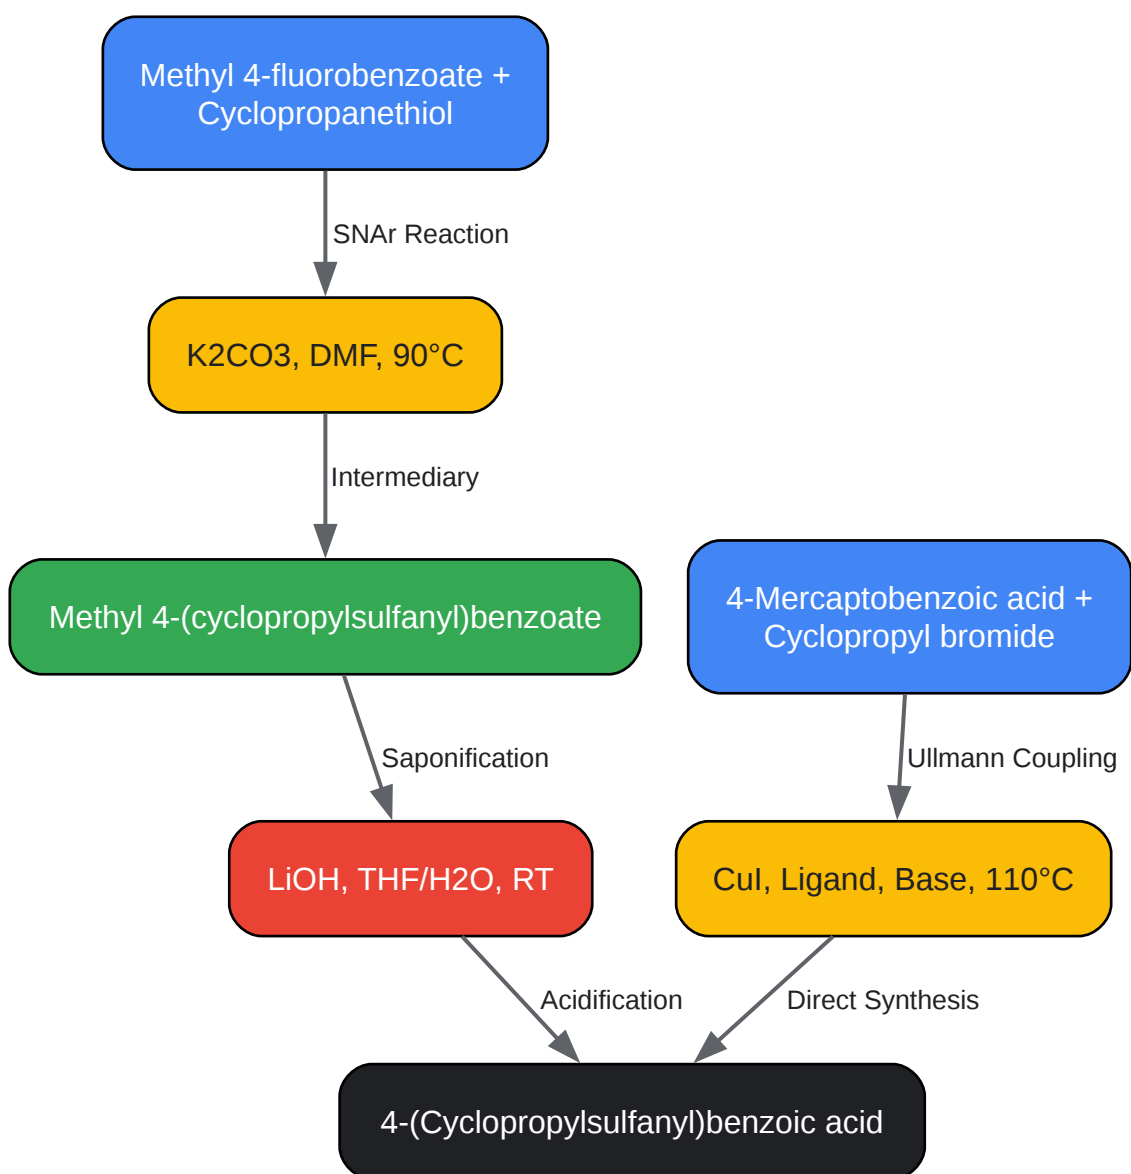 Methyl 4-fluorobenzoate +
Cyclopropanethiol
SNAr Reaction
K2CO3, DMF, 90°C
Intermediary
Methyl 4-(cyclopropylsulfanyl)benzoate
4-Mercaptobenzoic acid +
Cyclopropyl bromide
Saponification
Ullmann Coupling
LiOH, THF/H2O, RT
CuI, Ligand, Base, 110°C
Acidification
Direct Synthesis
4-(Cyclopropylsulfanyl)benzoic acid